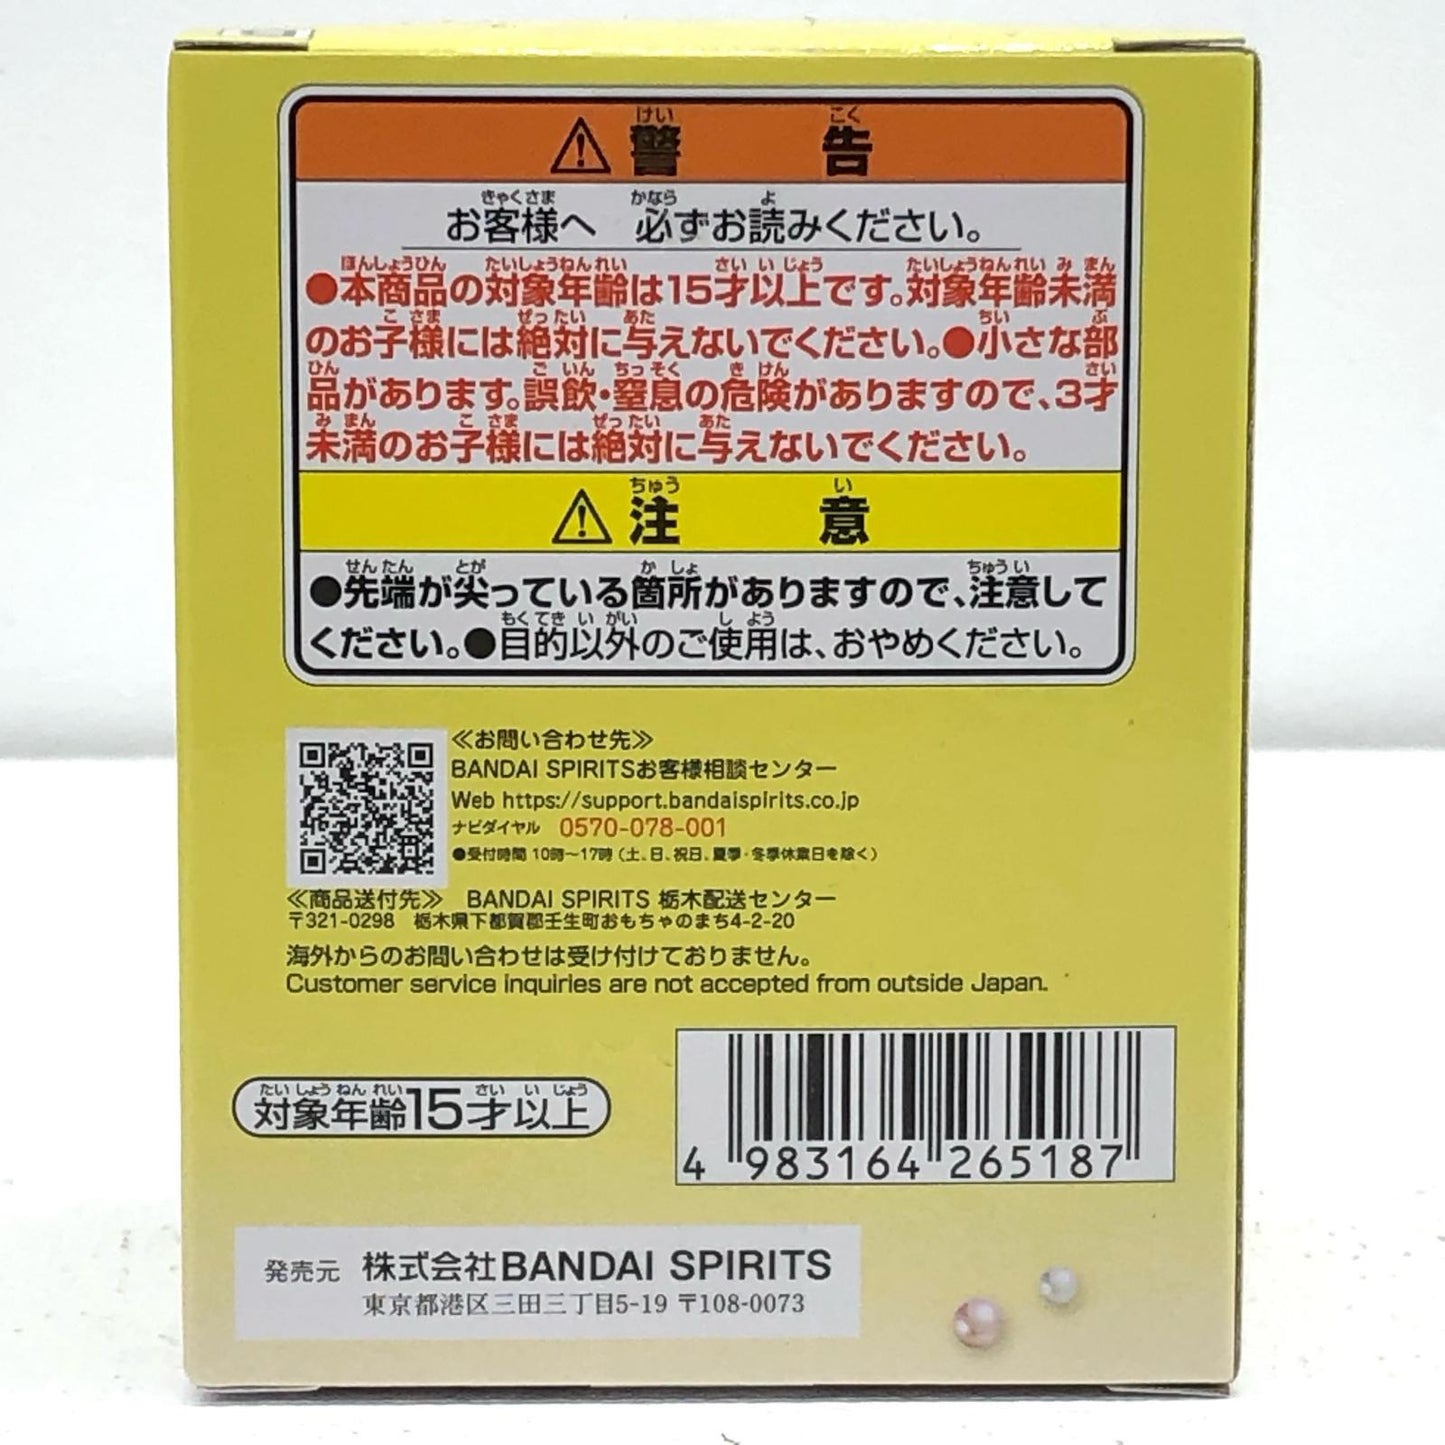 ⚠警告
お客様へ 必ずお読みください。
●本商品の対象年齢は15才以上です。対象年齢未満
のお子様には絶対に与えないでください。●小さな部
品があります。誤飲・窒息の危険がありますので、3才
未満のお子様には絶対に与えないでください。
⚠注意
●先端が尖っている箇所がありますので、注意して
ください。●目的以外のご使用は、おやめください。
≪お問い合わせ先≫
BANDAI SPIRITSお客様相談センター
Web https://support.bandaispirits.co.jp
ナビダイヤル 0570-078-001
●受付時間 10時〜17時（土、日、祝日、夏季・冬季休業日を除く）
≪商品送付先≫ BANDAI SPIRITS 栃木配送センター
〒321-0298 栃木県下都賀郡壬生町おもちゃのまち4-2-20
海外からのお問い合わせは受け付けておりません。
Customer service inquiries are not accepted from outside Japan.
対象年齢15才以上
4 983164 265187
発売元 株式会社BANDAI SPIRITS
東京都港区三田三丁目5-19 〒108-0073